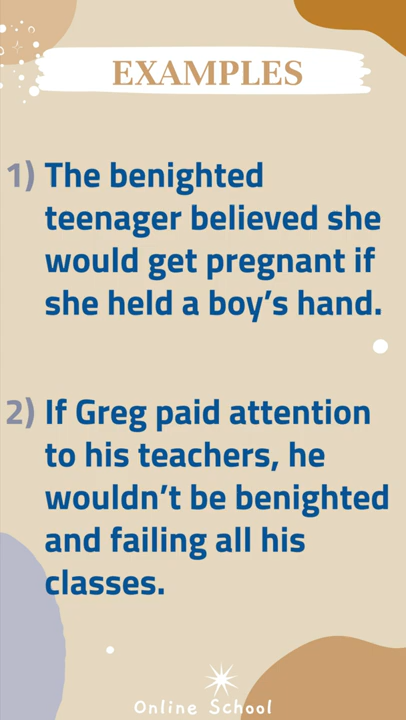 EXAMPLES
1) The benighted
teenager believed she
would get pregnant if
she held a boy’s hand.
2) If Greg paid attention
to his teachers, he
wouldn’t be benighted
and failing all his
classes.
Online School